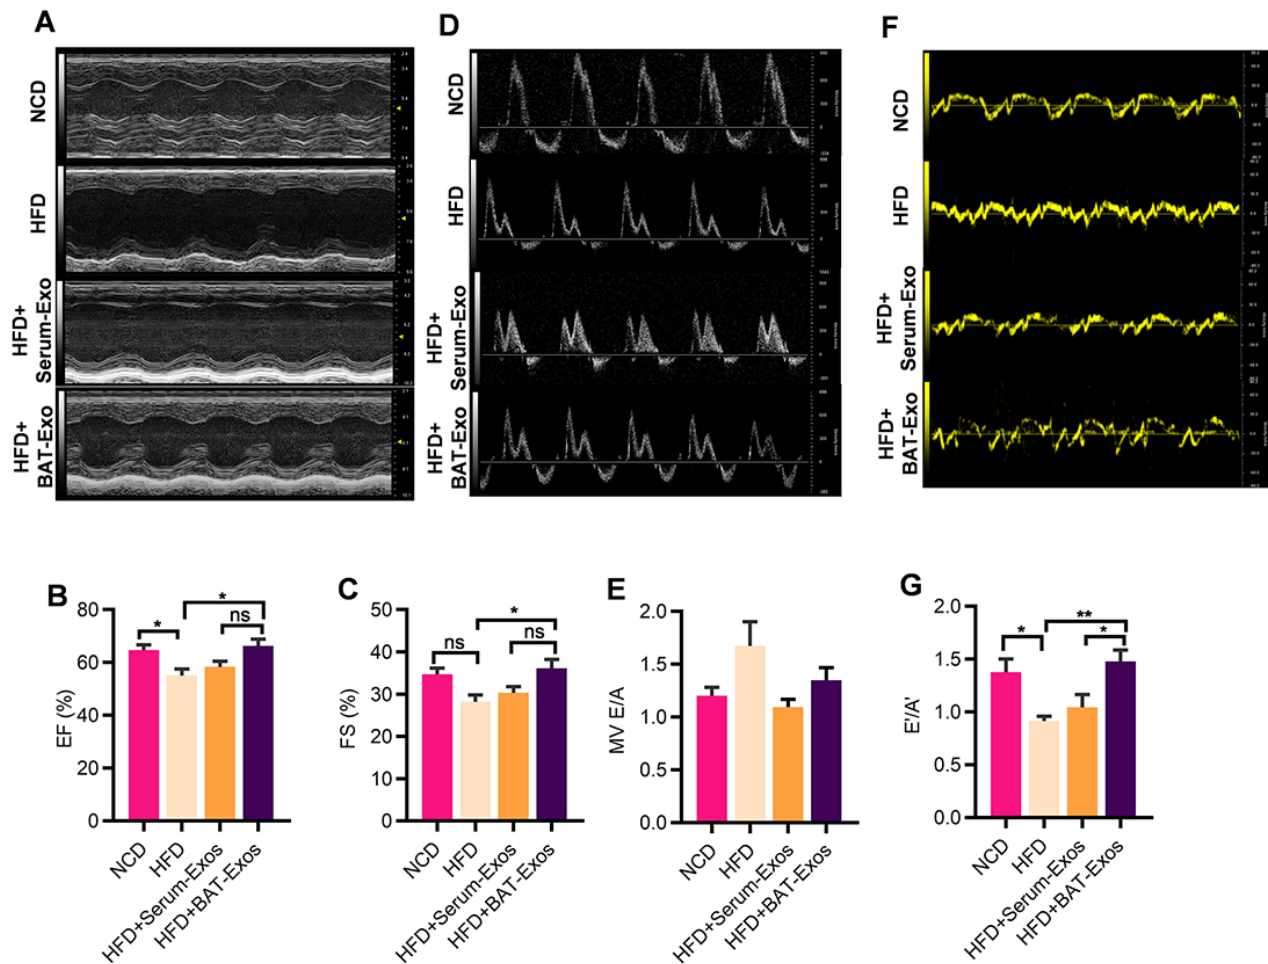 A
NCD
HFD
HFD+
Serum-Exo
HFD+
BAT-Exo
D
NCD
HFD
HFD+
Serum-Exo
HFD+
BAT-Exo
F
NCD
HFD
HFD+
Serum-Exo
HFD+
BAT-Exo
B
EF (%)
80
60
40
20
0
*
*
ns
NCD
HFD
HFD+Serum-Exos
HFD+BAT-Exos
C
FS (%)
50
40
30
20
10
0
ns
*
ns
NCD
HFD
HFD+Serum-Exos
HFD+BAT-Exos
E
MV E/A
2.0
1.5
1.0
0.5
0.0
NCD
HFD
HFD+Serum-Exos
HFD+BAT-Exos
G
E'/A'
2.0
1.5
1.0
0.5
0.0
*
**
*
NCD
HFD
HFD+Serum-Exos
HFD+BAT-Exos